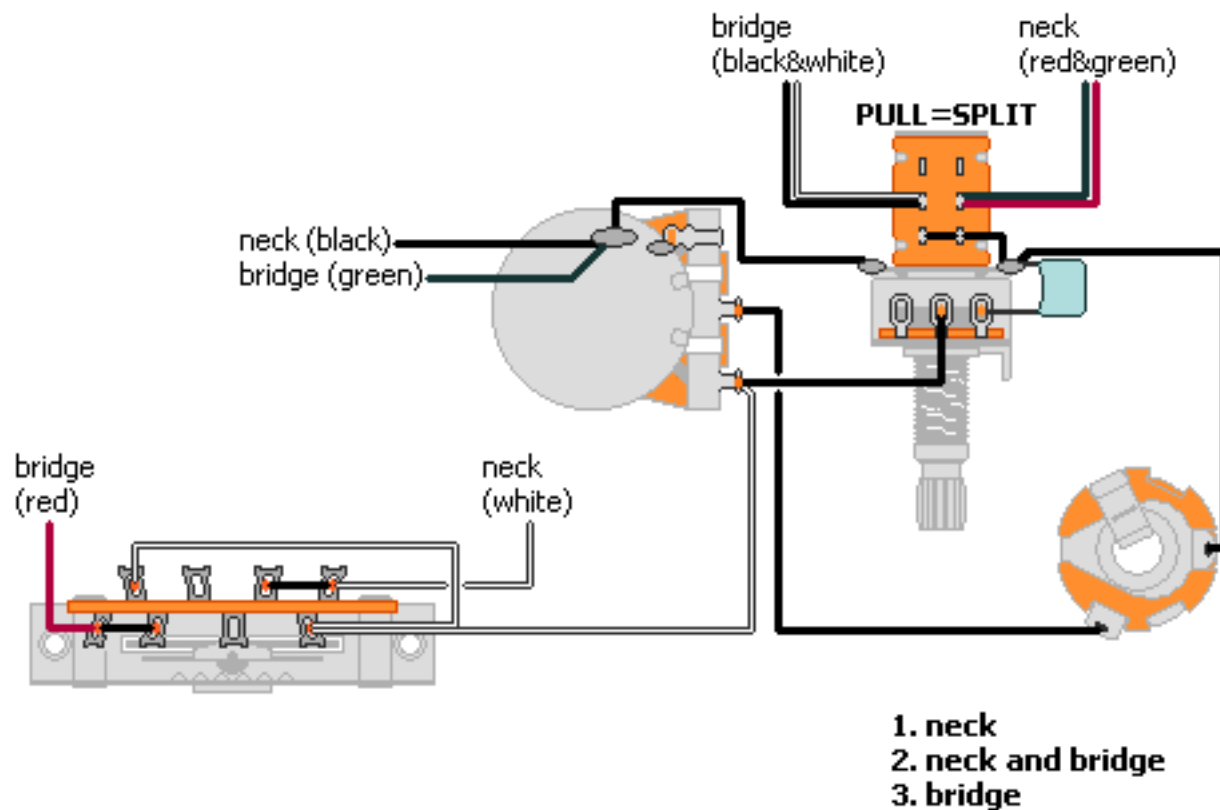 bridge
(black&white)
neck
(red&green)
PULL=SPLIT
neck (black)
bridge (green)
bridge
(red)
neck
(white)
1. neck
2. neck and bridge
3. bridge